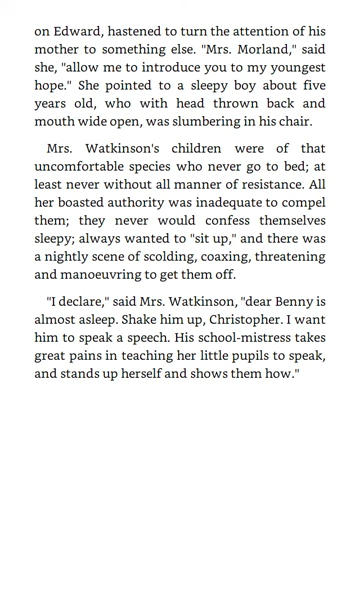 on Edward, hastened to turn the attention of his
mother to something else. "Mrs. Morland," said
she, "allow me to introduce you to my youngest
hope." She pointed to a sleepy boy about five
years old, who with head thrown back and
mouth wide open, was slumbering in his chair.
Mrs. Watkinson's children were of that
uncomfortable species who never go to bed; at
least never without all manner of resistance. All
her boasted authority was inadequate to compel
them; they never would confess themselves
sleepy; always wanted to "sit up," and there was
a nightly scene of scolding, coaxing, threatening
and manoeuvring to get them off.
"I declare," said Mrs. Watkinson, "dear Benny is
almost asleep. Shake him up, Christopher. I want
him to speak a speech. His school-mistress takes
great pains in teaching her little pupils to speak,
and stands up herself and shows them how."